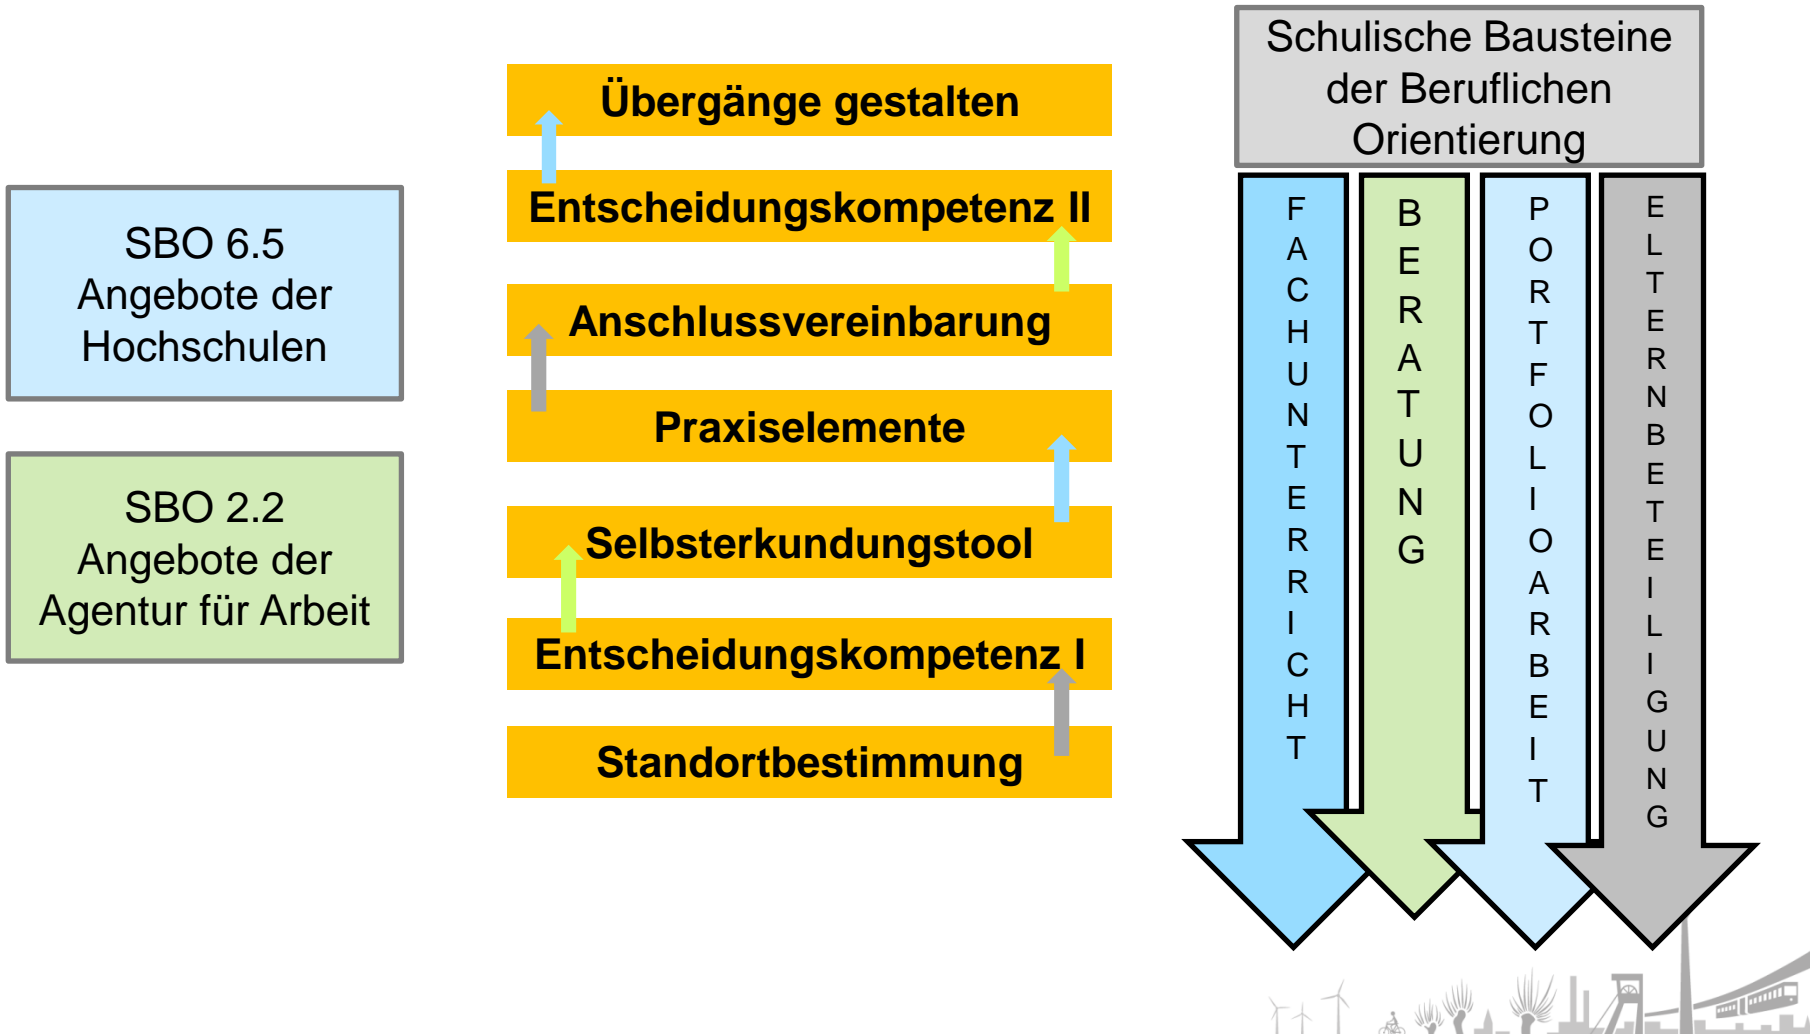 SBO 6.5
Angebote der
Hochschulen
SBO 2.2
Angebote der
Agentur für Arbeit
Übergänge gestalten
Entscheidungskompetenz II
Anschlussvereinbarung
Praxiselemente
Selbsterkundungstool
Entscheidungskompetenz I
Standortbestimmung
Schulische Bausteine
der Beruflichen
Orientierung
FACHUNTERRICHT
BERATUNG
PORTFOLIOARBEIT
ELTERNBETEILIGUNG